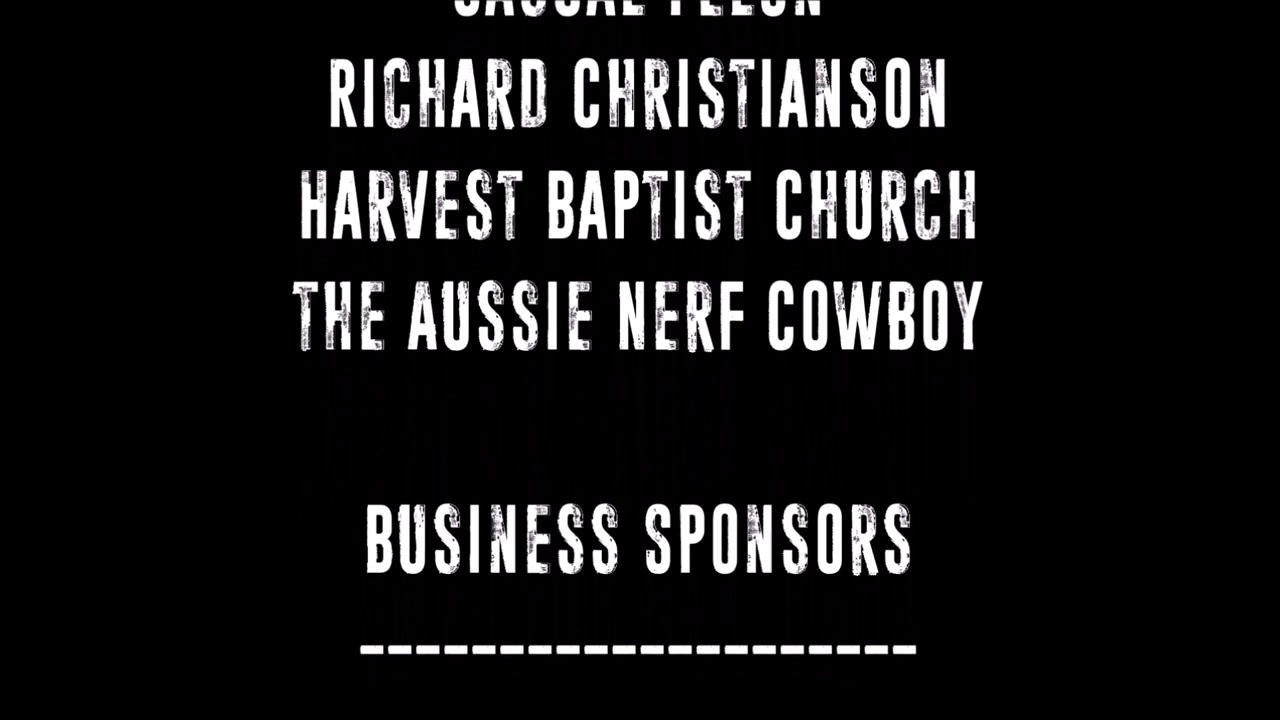 RICHARD CHRISTIANSON
HARVEST BAPTIST CHURCH
THE AUSSIE NERF COWBOY
BUSINESS SPONSORS
--------------------